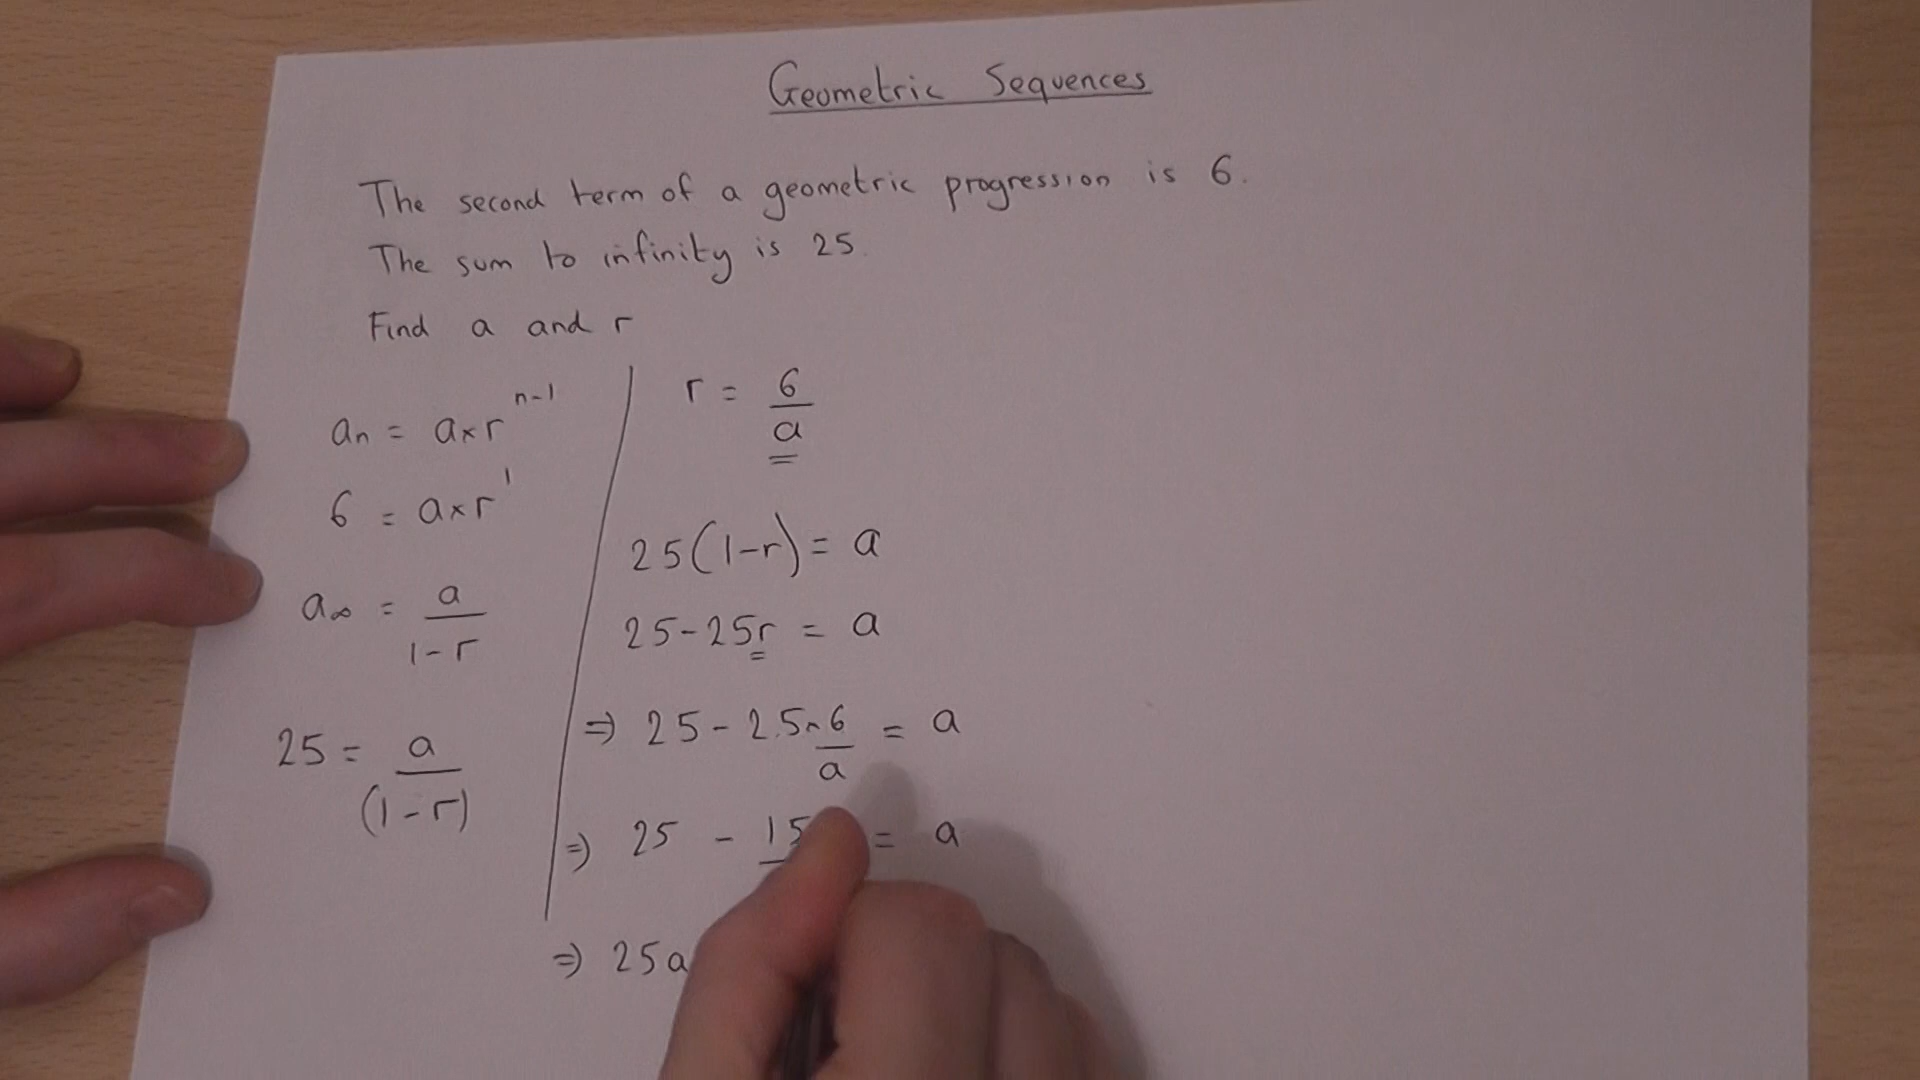 Geometric Sequences
The second term of a geometric progression is 6.
The sum to infinity is 25.
Find a and r
aₙ = a×rⁿ⁻¹
6 = a×r¹
a∞ = a/1-r
25 = a/(1-r)
r = 6/a
25(1-r) = a
25-25r = a
⇒ 25 - 25×6/a = a
⇒ 25 - = a
⇒ 25a